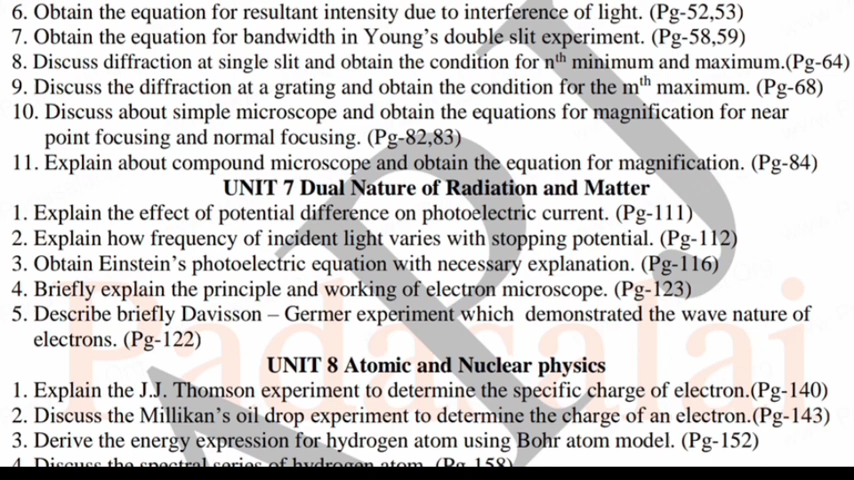 6. Obtain the equation for resultant intensity due to interference of light. (Pg-52,53)
7. Obtain the equation for bandwidth in Young’s double slit experiment. (Pg-58,59)
8. Discuss diffraction at single slit and obtain the condition for nth minimum and maximum.(Pg-64)
9. Discuss the diffraction at a grating and obtain the condition for the mth maximum. (Pg-68)
10. Discuss about simple microscope and obtain the equations for magnification for near
point focusing and normal focusing. (Pg-82,83)
11. Explain about compound microscope and obtain the equation for magnification. (Pg-84)
UNIT 7 Dual Nature of Radiation and Matter
1. Explain the effect of potential difference on photoelectric current. (Pg-111)
2. Explain how frequency of incident light varies with stopping potential. (Pg-112)
3. Obtain Einstein’s photoelectric equation with necessary explanation. (Pg-116)
4. Briefly explain the principle and working of electron microscope. (Pg-123)
5. Describe briefly Davisson – Germer experiment which demonstrated the wave nature of
electrons. (Pg-122)
UNIT 8 Atomic and Nuclear physics
1. Explain the J.J. Thomson experiment to determine the specific charge of electron.(Pg-140)
2. Discuss the Millikan’s oil drop experiment to determine the charge of an electron.(Pg-143)
3. Derive the energy expression for hydrogen atom using Bohr atom model. (Pg-152)
4. Discuss the spectral series of hydrogen atom. (Pg-158)
Padasalai